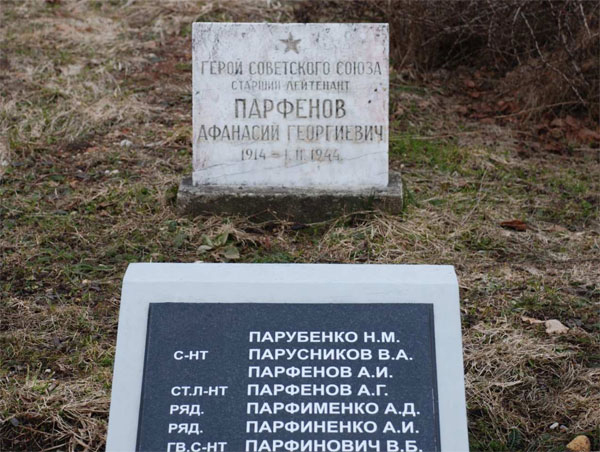 ГЕРОЙ СОВЕТСКОГО СОЮЗА
СТАРШИЙ ЛЕЙТЕНАНТ
ПАРФЕНОВ
АФАНАСИЙ ГЕОРГИЕВИЧ
1914 – 1.II.1944
ПАРУБЕНКО Н.М.
С-НТ ПАРУСНИКОВ В.А.
ПАРФЕНОВ А.И.
СТ.Л-НТ ПАРФЕНОВ А.Г.
РЯД. ПАРФИМЕНКО А.Д.
РЯД. ПАРФИНЕНКО А.И.
ГВ.С-НТ ПАРФИНОВИЧ В.Б.